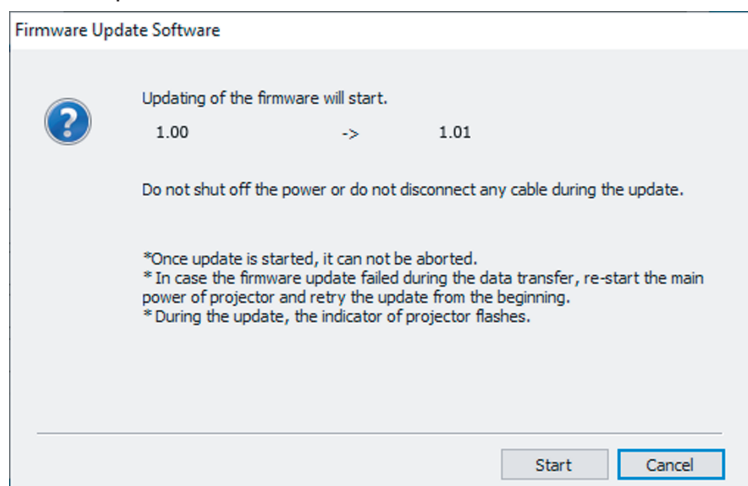 Firmware Update Software
Updating of the firmware will start.
1.00 -> 1.01
Do not shut off the power or do not disconnect any cable during the update.
*Once update is started, it can not be aborted.
* In case the firmware update failed during the data transfer, re-start the main
power of projector and retry the update from the beginning.
* During the update, the indicator of projector flashes.
Start Cancel